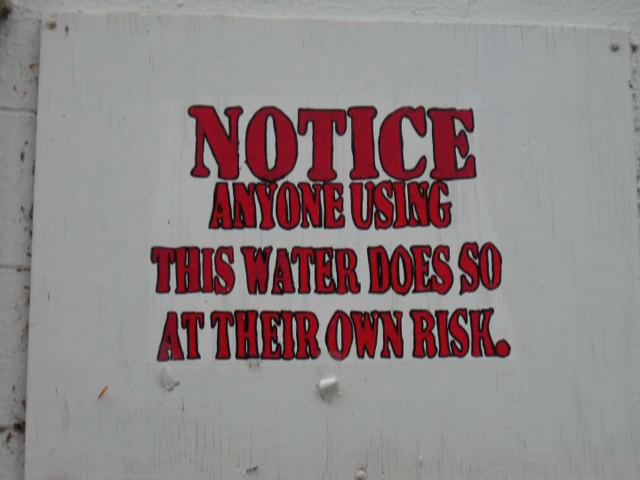 NOTICE
ANYONE USING
THIS WATER DOES SO
AT THEIR OWN RISK.